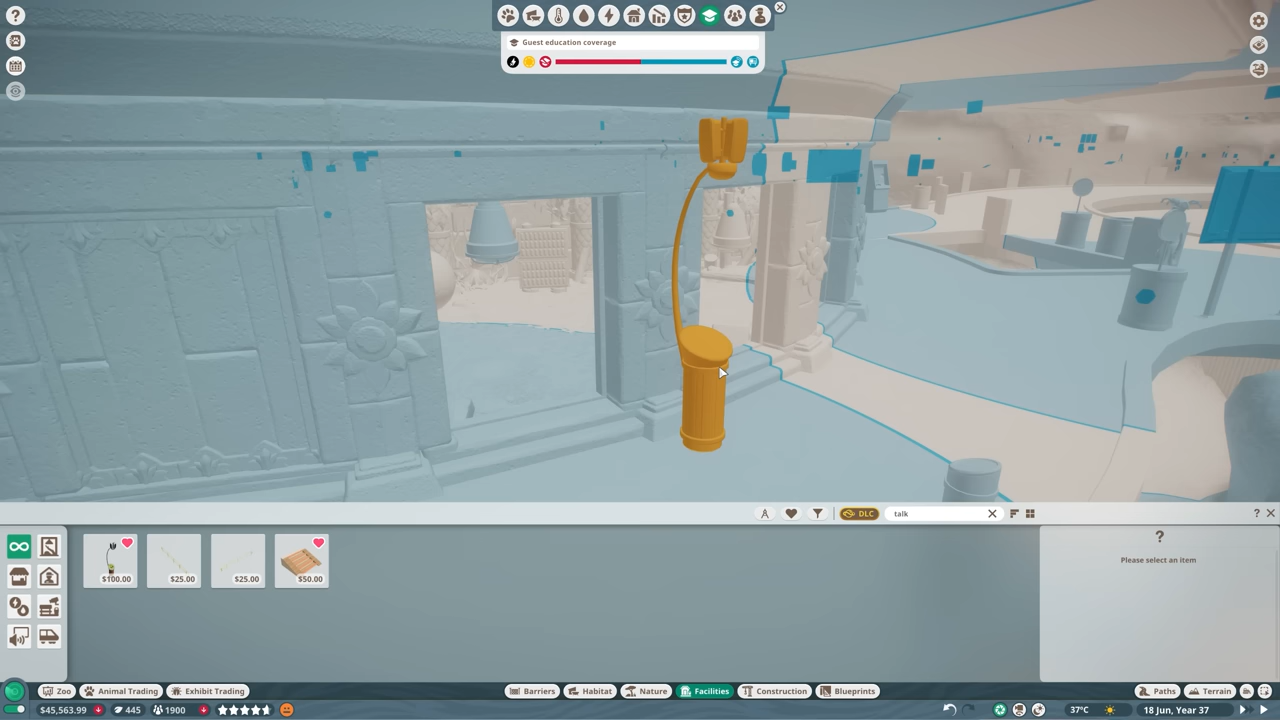 Guest education coverage
DLC
talk
?
$100.00
$25.00
$25.00
$50.00
?
Please select an item
Zoo
Animal Trading
Exhibit Trading
Barriers
Habitat
Nature
Facilities
Construction
Blueprints
Paths
Terrain
$45,563.99
445
1900
37°C
18 Jun, Year 37